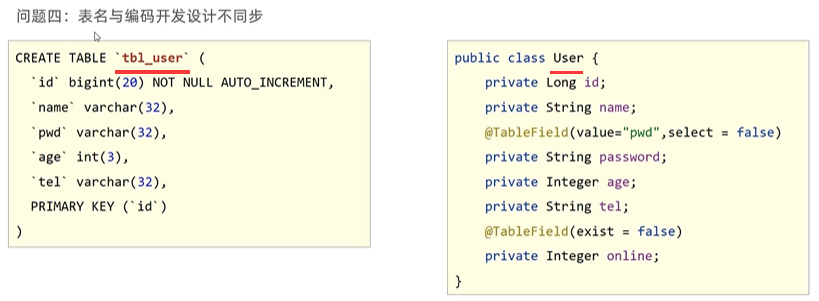 问题四：表名与编码开发设计不同步
CREATE TABLE `tbl_user` (
`id` bigint(20) NOT NULL AUTO_INCREMENT,
`name` varchar(32),
`pwd` varchar(32),
`age` int(3),
`tel` varchar(32),
PRIMARY KEY (`id`)
)
public class User {
private Long id;
private String name;
@TableField(value="pwd",select = false)
private String password;
private Integer age;
private String tel;
@TableField(exist = false)
private Integer online;
}